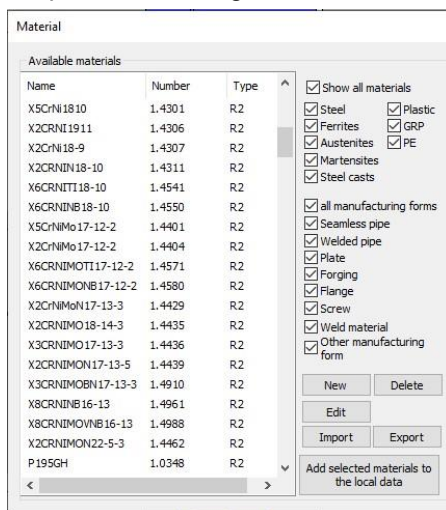 Material
Available materials
Name Number Type
X5CrNi1810 1.4301 R2
X2CRNI1911 1.4306 R2
X2CrNi18-9 1.4307 R2
X2CRNIN18-10 1.4311 R2
X6CRNITI18-10 1.4541 R2
X6CRNINB18-10 1.4550 R2
X5CrNiMo17-12-2 1.4401 R2
X2CrNiMo17-12-2 1.4404 R2
X6CRNIMOTI17-12-2 1.4571 R2
X6CRNIMONB17-12-2 1.4580 R2
X2CrNiMoN17-13-3 1.4429 R2
X2CRNIMO18-14-3 1.4435 R2
X3CRNIMO17-13-3 1.4436 R2
X2CRNIMON17-13-5 1.4439 R2
X3CRNIMOBN17-13-3 1.4910 R2
X8CRNINB16-13 1.4961 R2
X8CRNIMOVNB16-13 1.4988 R2
X2CRNIMON22-5-3 1.4462 R2
P195GH 1.0348 R2
Show all materials
Steel Plastic
Ferrites GRP
Austenites PE
Martensites
Steel casts
all manufacturing forms
Seamless pipe
Welded pipe
Plate
Forging
Flange
Screw
Weld material
Other manufacturing
form
New Delete
Edit
Import Export
Add selected materials to
the local data